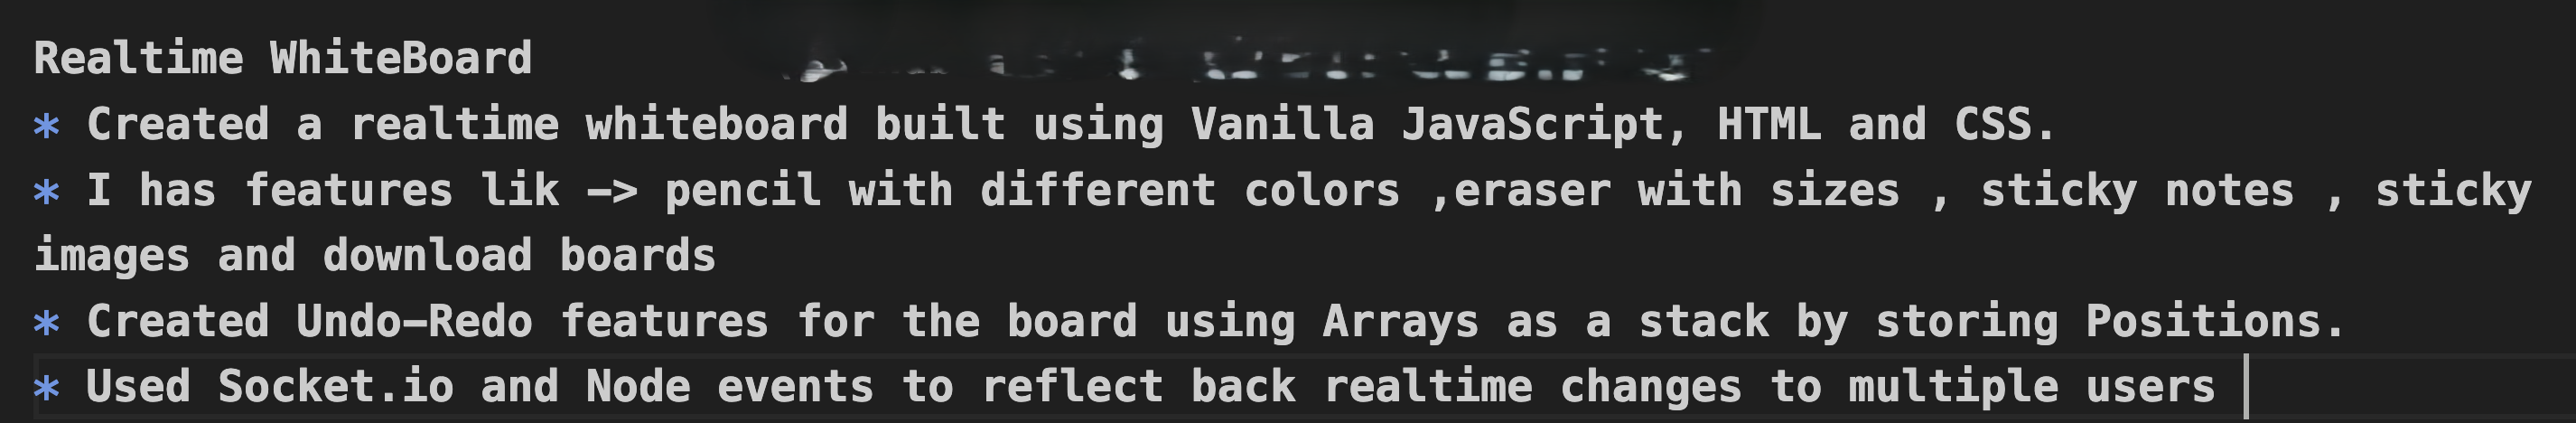 Realtime WhiteBoard
* Created a realtime whiteboard built using Vanilla JavaScript, HTML and CSS.
* I has features lik -> pencil with different colors ,eraser with sizes , sticky notes , sticky
images and download boards
* Created Undo-Redo features for the board using Arrays as a stack by storing Positions.
* Used Socket.io and Node events to reflect back realtime changes to multiple users